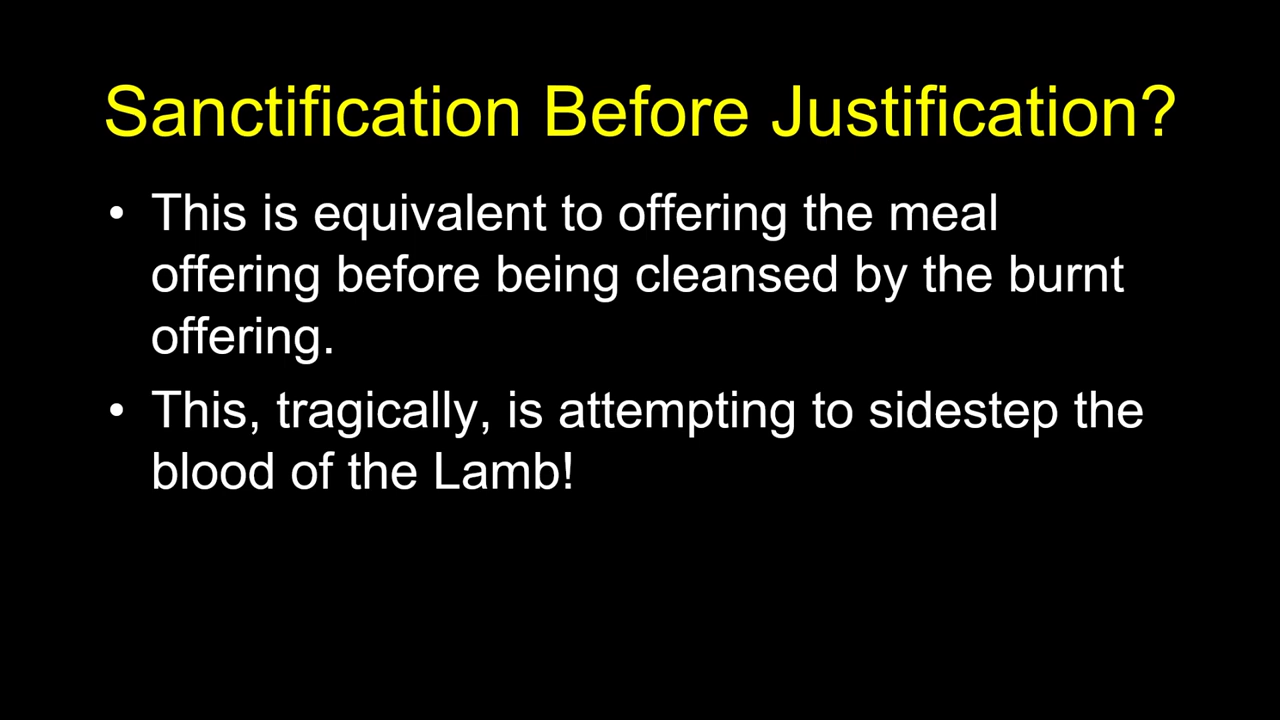 Sanctification Before Justification?
• This is equivalent to offering the meal
offering before being cleansed by the burnt
offering.
• This, tragically, is attempting to sidestep the
blood of the Lamb!